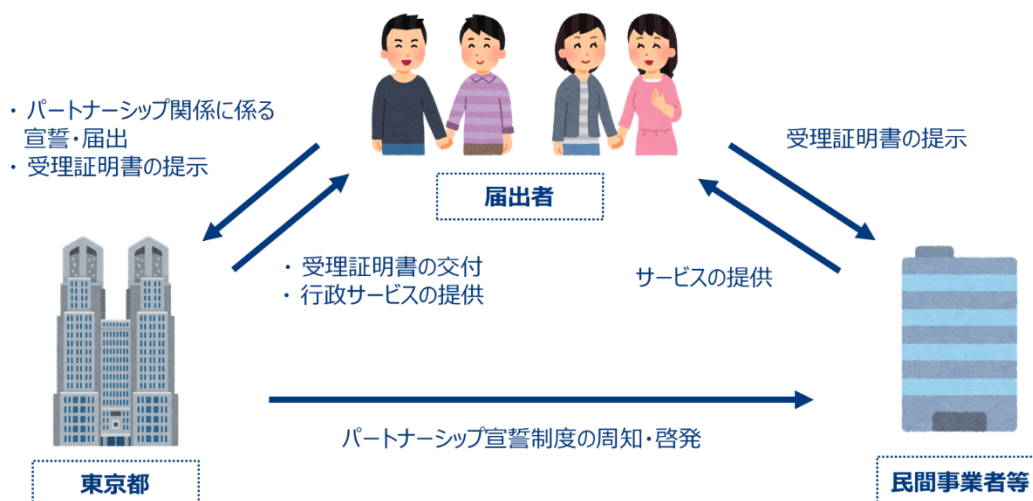 ・パートナーシップ関係に係る
宣誓・届出
・受理証明書の提示
届出者
受理証明書の提示
・受理証明書の交付
・行政サービスの提供
サービスの提供
パートナーシップ宣誓制度の周知・啓発
東京都
民間事業者等